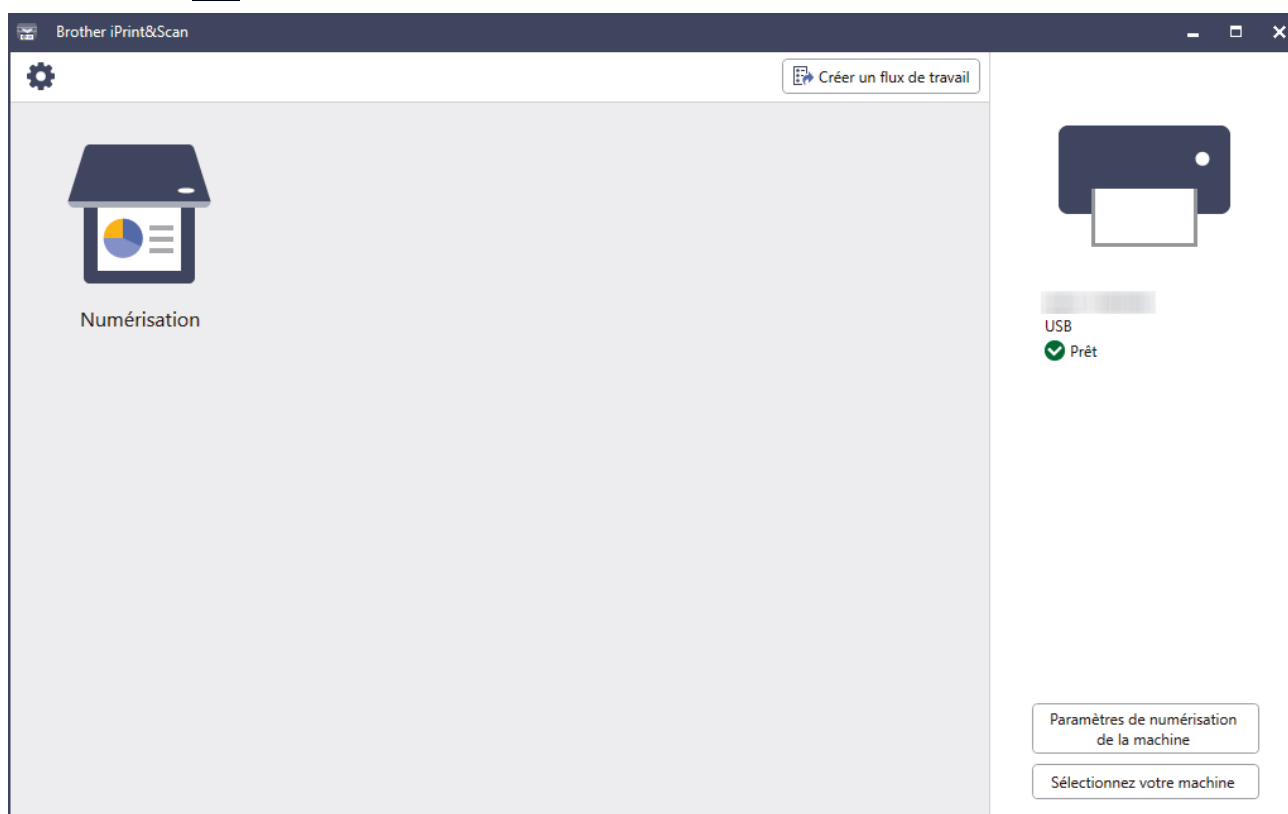 Brother iPrint&Scan
Créer un flux de travail
Numérisation
USB
Prêt
Paramètres de numérisation
de la machine
Sélectionnez votre machine